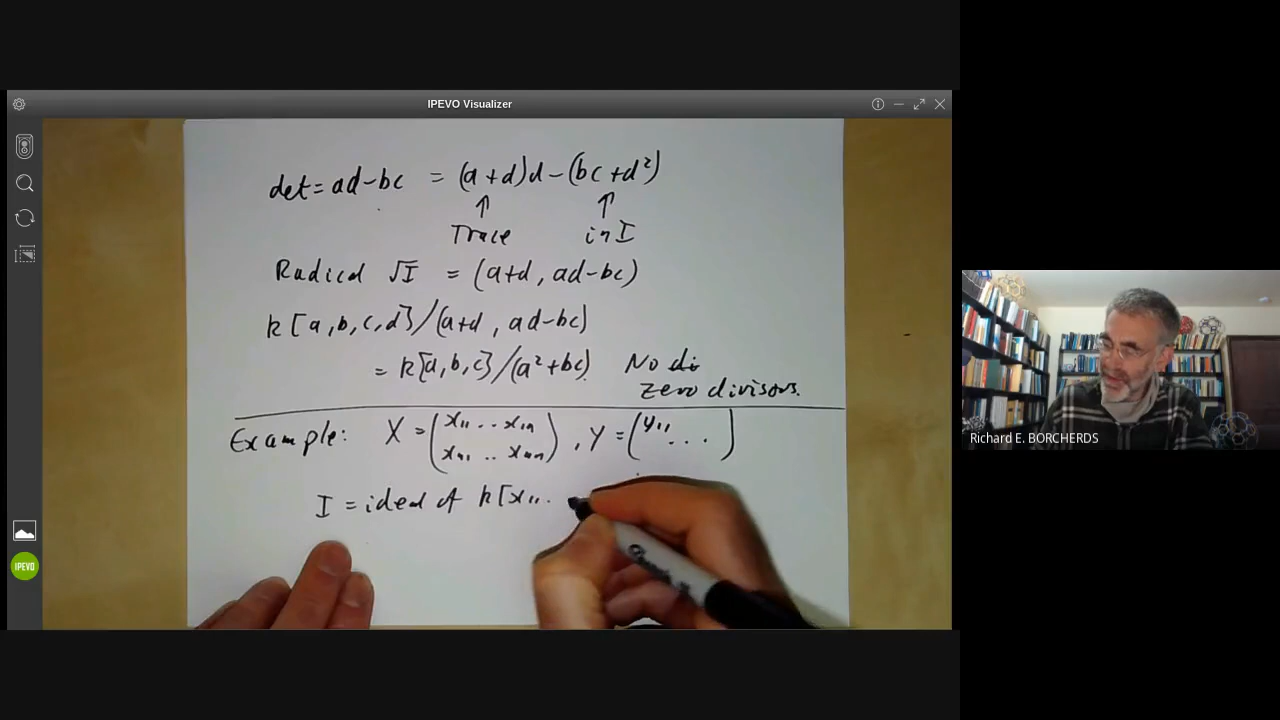 IPEVO Visualizer
det = ad-bc = (a+d)d-(bc+d²)
↑ ↑
Trace in I
Radical √I = (a+d, ad-bc)
k[a,b,c,d]/(a+d, ad-bc)
= k[a,b,c]/(a²+bc). No di
zero divisors.
Example: X = (x₁₁ .. x₁ₙ , Y = (y₁₁ ...)
xₙ₁ .. xₙₙ)
I = ideal of k[x₁₁..
IPEVO
Richard E. BORCHERDS